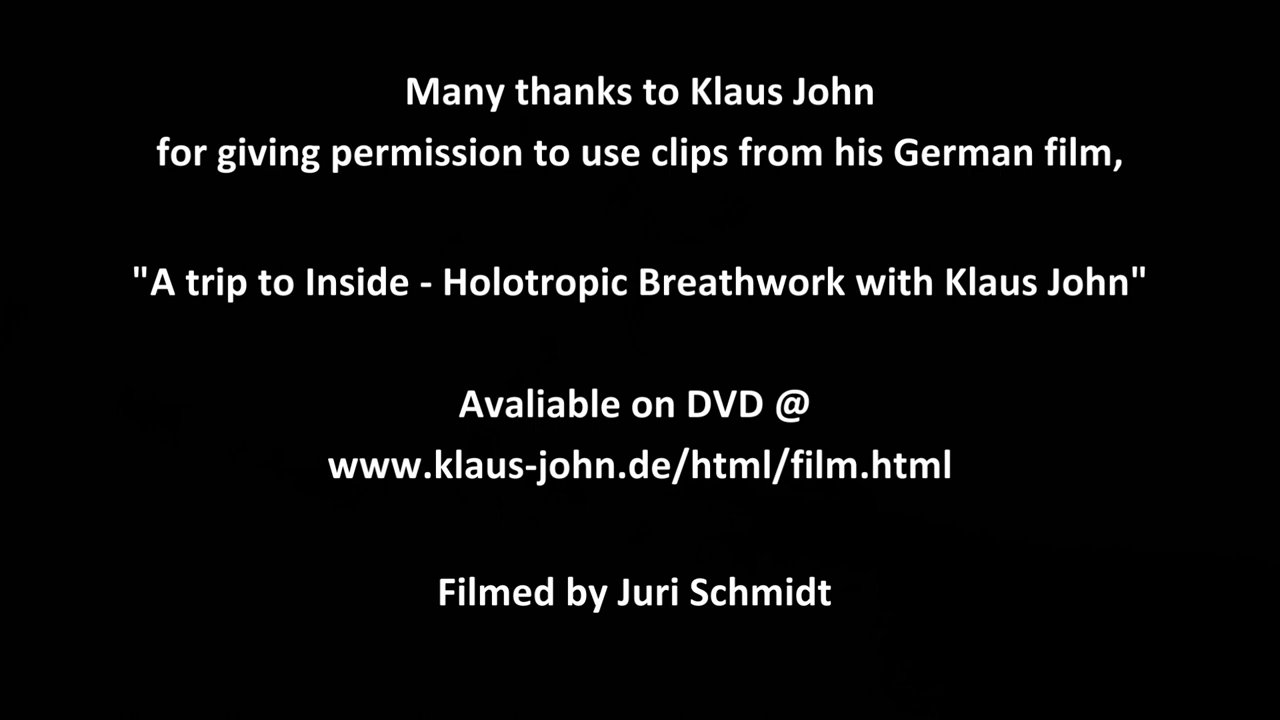 Many thanks to Klaus John
for giving permission to use clips from his German film,
"A trip to Inside - Holotropic Breathwork with Klaus John"
Avaliable on DVD @
www.klaus-john.de/html/film.html
Filmed by Juri Schmidt